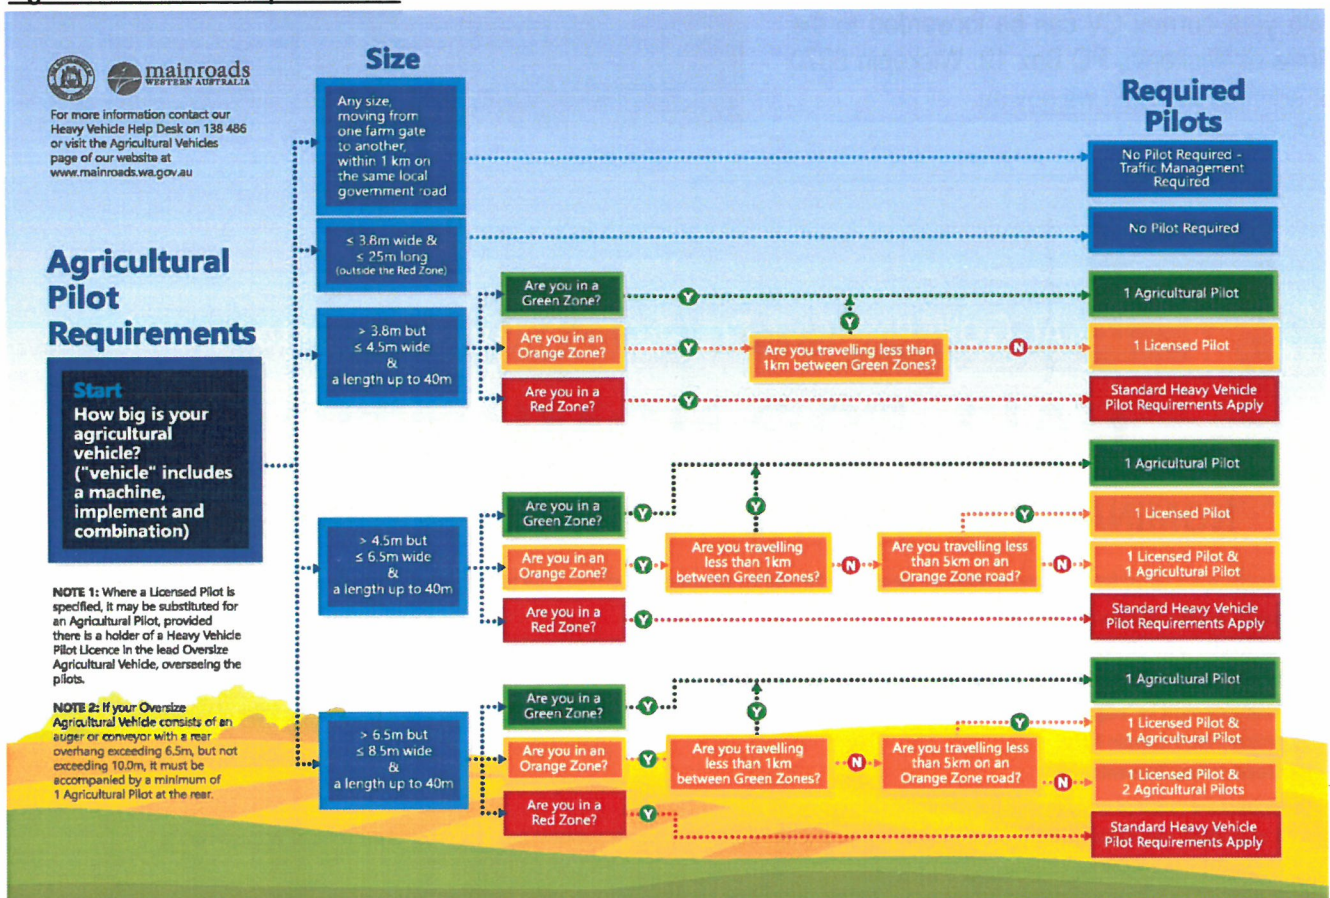 mainroads
WESTERN AUSTRALIA
For more information contact our
Heavy Vehicle Help Desk on 138 486
or visit the Agricultural Vehicles
page of our website at
www.mainroads.wa.gov.au
Agricultural
Pilot
Requirements
Start
How big is your
agricultural
vehicle?
("vehicle" includes
a machine,
implement and
combination)
NOTE 1: Where a Licensed Pilot is
specified, it may be substituted for
an Agricultural Pilot, provided
there is a holder of a Heavy Vehicle
Pilot Licence in the lead Oversize
Agricultural Vehicle, overseeing the
pilots.
NOTE 2: If your Oversize
Agricultural Vehicle consists of an
auger or conveyor with a rear
overhang exceeding 6.5m, but not
exceeding 10.0m, it must be
accompanied by a minimum of
1 Agricultural Pilot at the rear.
Size
Any size,
moving from
one farm gate
to another,
within 1 km on
the same local
government road
Required
Pilots
No Pilot Required -
Traffic Management
Required
≤ 3.8m wide &
≤ 25m long
(outside the Red Zone)
No Pilot Required
> 3.8m but
≤ 4.5m wide
&
a length up to 40m
Are you in a
Green Zone?
Y
Y
1 Agricultural Pilot
Are you in an
Orange Zone?
Y
Are you travelling less than
1km between Green Zones?
N
1 Licensed Pilot
Are you in a
Red Zone?
Y
Standard Heavy Vehicle
Pilot Requirements Apply
> 4.5m but
≤ 6.5m wide
&
a length up to 40m
Are you in a
Green Zone?
Y
Y
1 Agricultural Pilot
Are you in an
Orange Zone?
Y
Are you travelling
less than 1km
between Green Zones?
N
Are you travelling less
than 5km on an
Orange Zone road?
Y
1 Licensed Pilot
N
1 Licensed Pilot &
1 Agricultural Pilot
Are you in a
Red Zone?
Y
Standard Heavy Vehicle
Pilot Requirements Apply
> 6.5m but
≤ 8.5m wide
&
a length up to 40m
Are you in a
Green Zone?
Y
Y
1 Agricultural Pilot
Are you in an
Orange Zone?
Y
Are you travelling
less than 1km
between Green Zones?
N
Are you travelling less
than 5km on an
Orange Zone road?
Y
1 Licensed Pilot &
1 Agricultural Pilot
N
1 Licensed Pilot &
2 Agricultural Pilots
Are you in a
Red Zone?
Y
Standard Heavy Vehicle
Pilot Requirements Apply